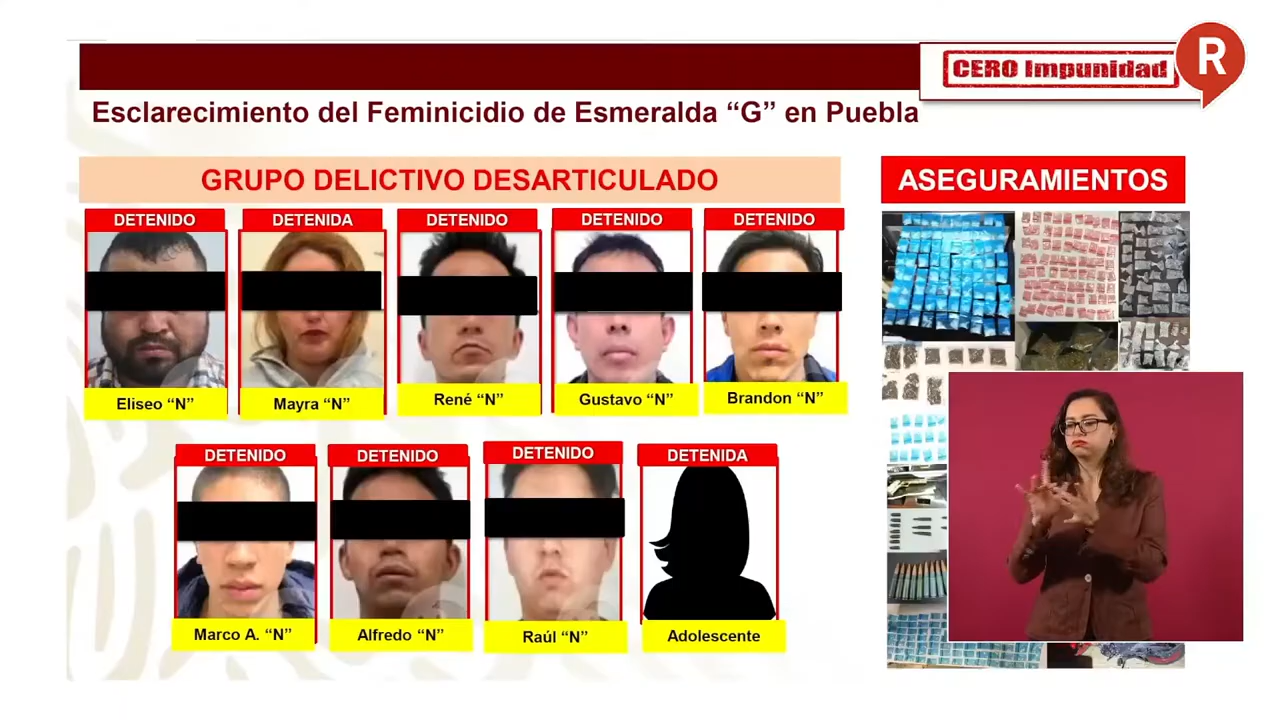 CERO Impunidad
R
Esclarecimiento del Feminicidio de Esmeralda “G” en Puebla
GRUPO DELICTIVO DESARTICULADO
ASEGURAMIENTOS
DETENIDO
DETENIDA
DETENIDO
DETENIDO
DETENIDO
Eliseo “N”
Mayra “N”
René “N”
Gustavo “N”
Brandon “N”
DETENIDO
DETENIDO
DETENIDO
DETENIDA
Marco A. “N”
Alfredo “N”
Raúl “N”
Adolescente